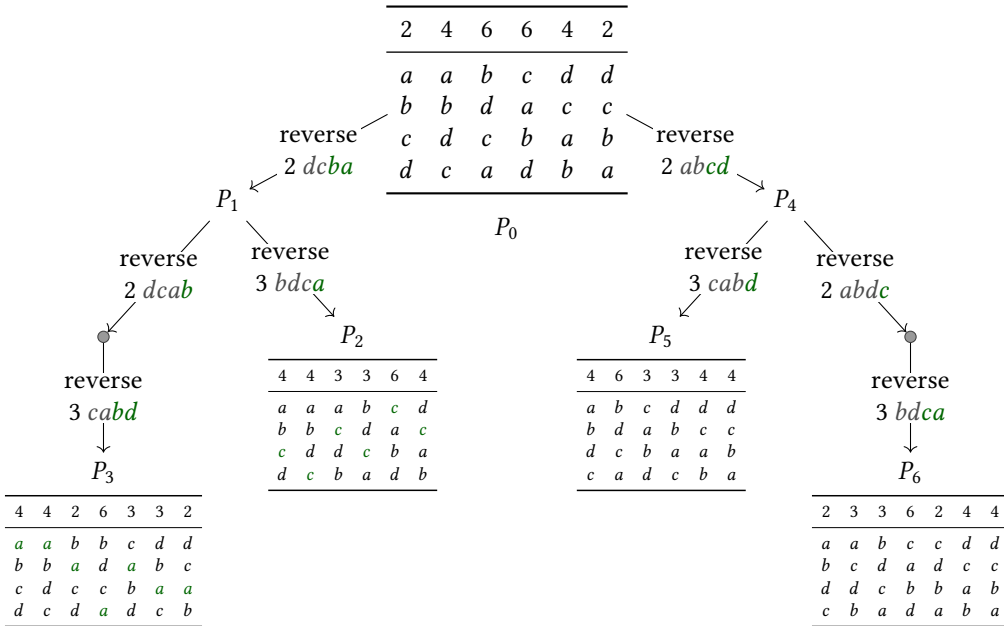 2 4 6 6 4 2
a a b c d d
b b d a c c
c d c b a b
d c a d b a
P0
reverse
2 dcba
reverse
2 abcd
P1
P4
reverse
2 dcab
reverse
3 bdca
reverse
3 cabd
reverse
2 abdc
P2
P5
4 4 3 3 6 4
a a a b c d
b b c d a c
c d d c b a
d c b a d b
4 6 3 3 4 4
a b c d d d
b d a b c c
d c b a a b
c a d c b a
reverse
3 cabd
reverse
3 bdca
P3
P6
4 4 2 6 3 3 2
a a b b c d d
b b a d a b c
c d c c b a a
d c d a d c b
2 3 3 6 2 4 4
a a b c c d d
b c d a d c c
d d c b b a b
c b a d a b a